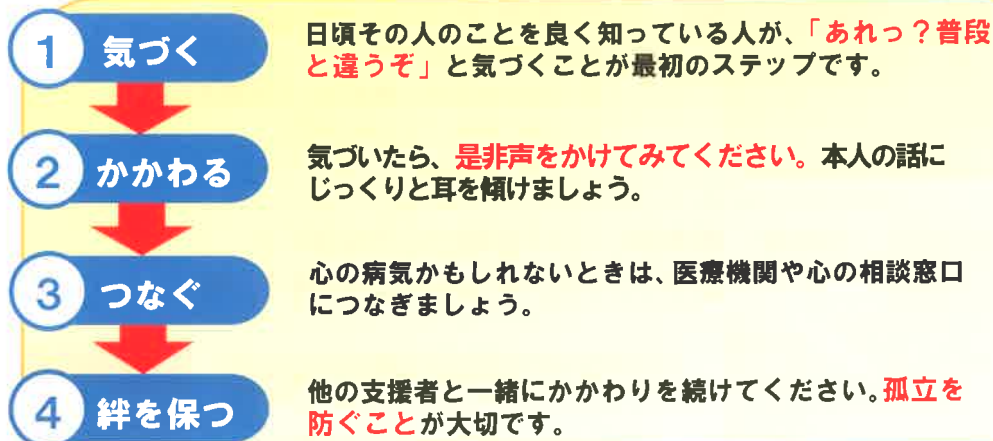 1 気づく
日頃その人のことを良く知っている人が、「あれっ？普段
と違うぞ」と気づくことが最初のステップです。
2 かかわる
気づいたら、是非声をかけてみてください。本人の話に
じっくりと耳を傾けましょう。
3 つなぐ
心の病気かもしれないときは、医療機関や心の相談窓口
につなぎましょう。
4 絆を保つ
他の支援者と一緒にかかわりを続けてください。孤立を
防ぐことが大切です。